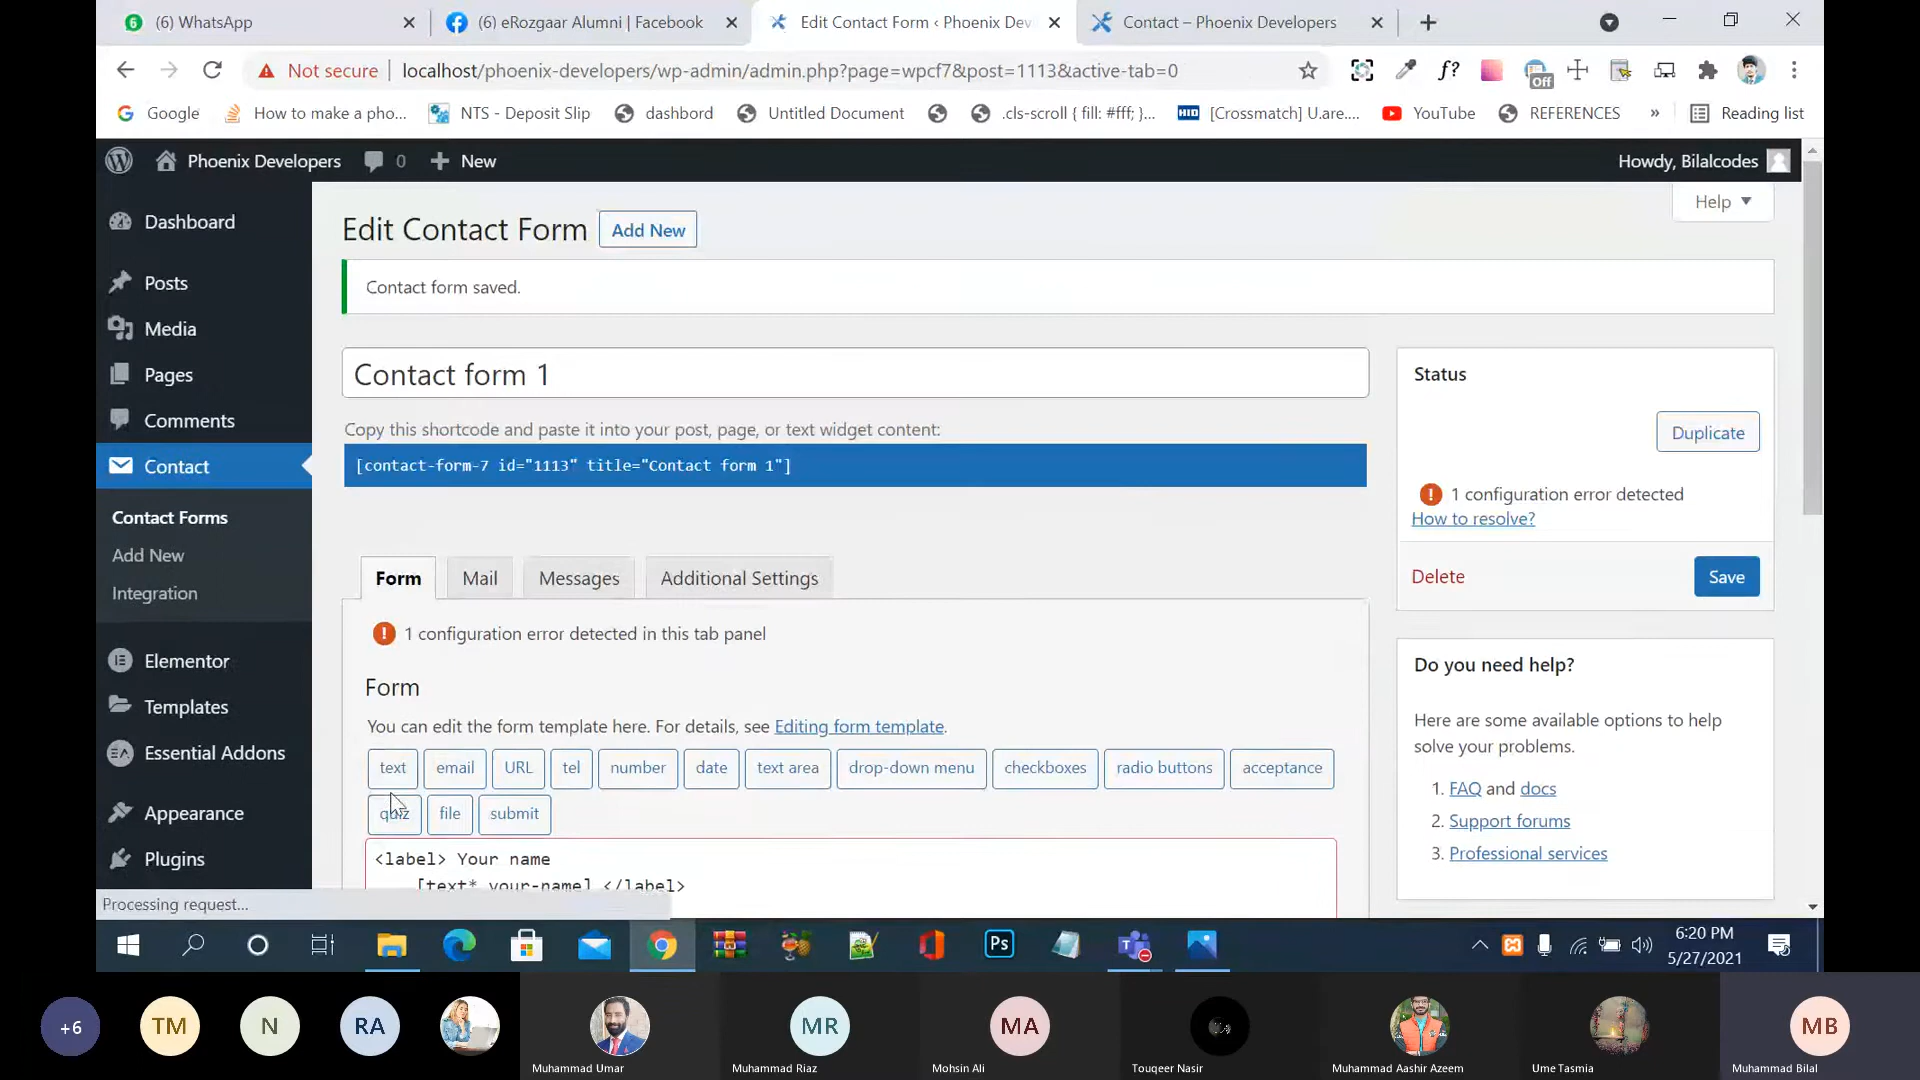 (6) WhatsApp
(6) eRozgaar Alumni | Facebook
Edit Contact Form ‹ Phoenix Dev
Contact – Phoenix Developers
Not secure
localhost/phoenix-developers/wp-admin/admin.php?page=wpcf7&post=1113&active-tab=0
f?
Off
Google
How to make a pho...
NTS - Deposit Slip
dashbord
Untitled Document
.cls-scroll { fill: #fff; }...
HID
[Crossmatch] U.are....
YouTube
REFERENCES
»
Reading list
Phoenix Developers
0
New
Howdy, Bilalcodes
Help
Dashboard
Posts
Media
Pages
Comments
Contact
Contact Forms
Add New
Integration
Elementor
Templates
Essential Addons
Appearance
Plugins
Edit Contact Form
Add New
Contact form saved.
Contact form 1
Copy this shortcode and paste it into your post, page, or text widget content:
[contact-form-7 id="1113" title="Contact form 1"]
Form
Mail
Messages
Additional Settings
1 configuration error detected in this tab panel
Form
You can edit the form template here. For details, see Editing form template.
text
email
URL
tel
number
date
text area
drop-down menu
checkboxes
radio buttons
acceptance
quiz
file
submit
<label> Your name
[text* your-name] </label>
Status
Duplicate
1 configuration error detected
How to resolve?
Delete
Save
Do you need help?
Here are some available options to help
solve your problems.
1. FAQ and docs
2. Support forums
3. Professional services
Processing request...
Ps
6:20 PM
5/27/2021
+6
TM
N
RA
MR
MA
MB
Muhammad Umar
Muhammad Riaz
Mohsin Ali
Touqeer Nasir
Muhammad Aashir Azeem
Ume Tasmia
Muhammad Bilal